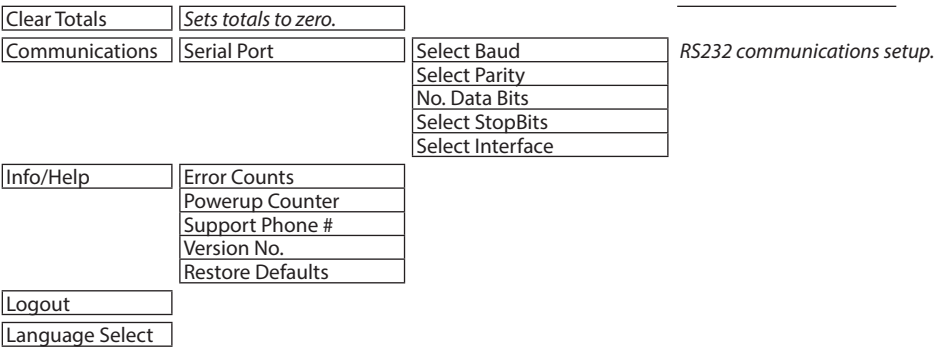 Clear Totals Sets totals to zero.
Communications Serial Port Select Baud RS232 communications setup.
Select Parity
No. Data Bits
Select StopBits
Select Interface
Info/Help Error Counts
Powerup Counter
Support Phone #
Version No.
Restore Defaults
Logout
Language Select